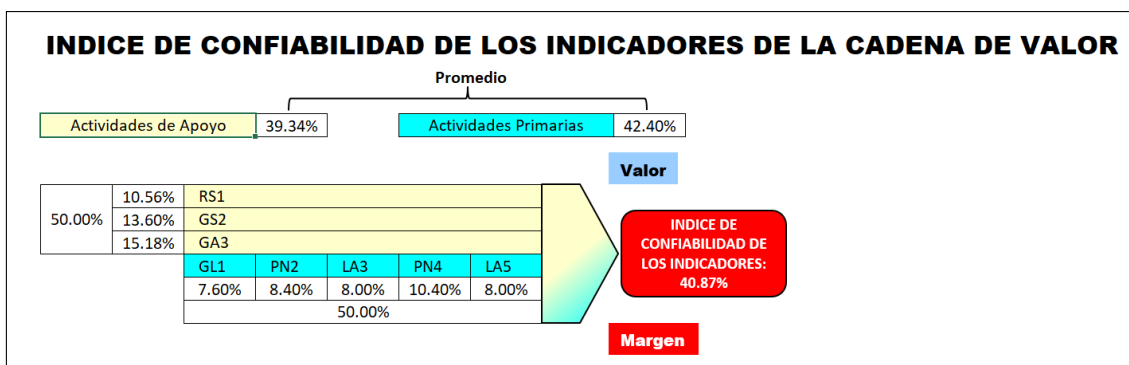 INDICE DE CONFIABILIDAD DE LOS INDICADORES DE LA CADENA DE VALOR
Promedio
Actividades de Apoyo 39.34% Actividades Primarias 42.40%
Valor
50.00%
10.56% RS1
13.60% GS2
15.18% GA3
GL1 PN2 LA3 PN4 LA5
7.60% 8.40% 8.00% 10.40% 8.00%
50.00%
INDICE DE
CONFIABILIDAD DE
LOS INDICADORES:
40.87%
Margen